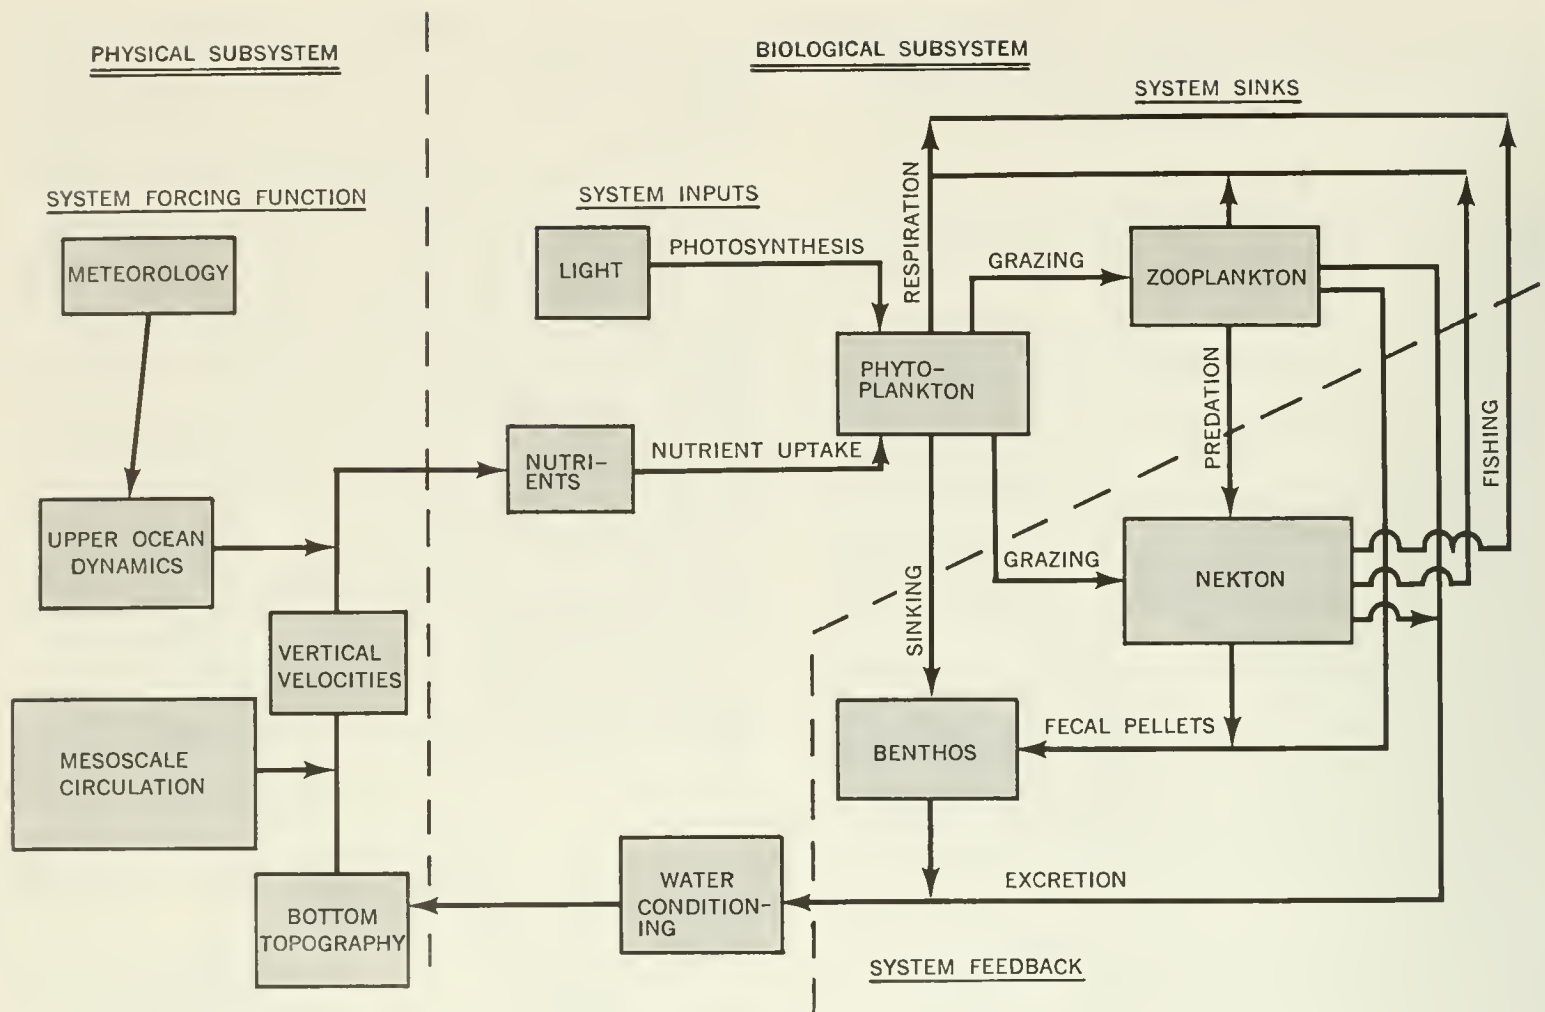 PHYSICAL SUBSYSTEM
BIOLOGICAL SUBSYSTEM
SYSTEM SINKS
SYSTEM FORCING FUNCTION
SYSTEM INPUTS
METEOROLOGY
LIGHT
PHOTOSYNTHESIS
RESPIRATION
GRAZING
ZOOPLANKTON
PHYTO-
PLANKTON
PREDATION
FISHING
NUTRI-
ENTS
NUTRIENT UPTAKE
UPPER OCEAN
DYNAMICS
SINKING
GRAZING
NEKTON
VERTICAL
VELOCITIES
MESOSCALE
CIRCULATION
BENTHOS
FECAL PELLETS
WATER
CONDITION-
ING
EXCRETION
BOTTOM
TOPOGRAPHY
SYSTEM FEEDBACK